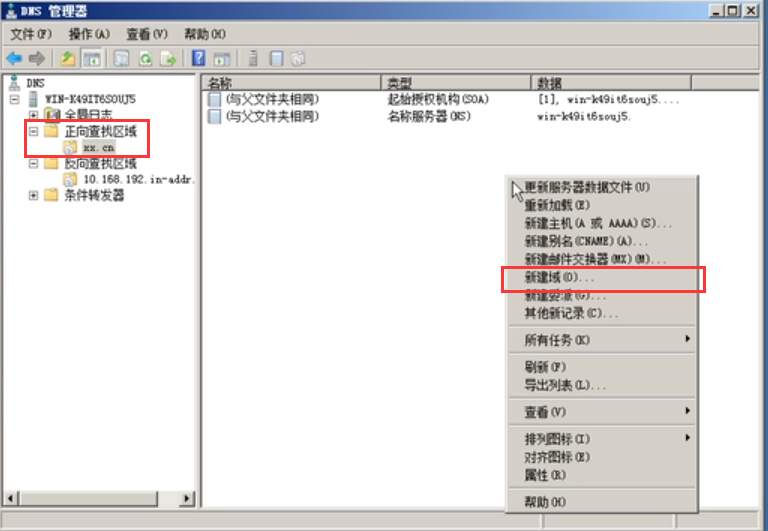 DNS 管理器
文件(F) 操作(A) 查看(V) 帮助(H)
DNS
WIN-K49IT6SOUJ5
全局日志
正向查找区域
xx.cn
反向查找区域
10.168.192.in-addr.
条件转发器
名称 类型 数据
(与父文件夹相同) 起始授权机构(SOA) [1], win-k49it6souj5....
(与父文件夹相同) 名称服务器(NS) win-k49it6souj5.
更新服务器数据文件(U)
重新加载(E)
新建主机(A 或 AAAA)(S)...
新建别名(CNAME)(A)...
新建邮件交换器(MX)(M)...
新建域(O)...
新建委派(G)...
其他新记录(C)...
所有任务(K)
刷新(F)
导出列表(L)...
查看(V)
排列图标(I)
对齐图标(E)
属性(R)
帮助(H)